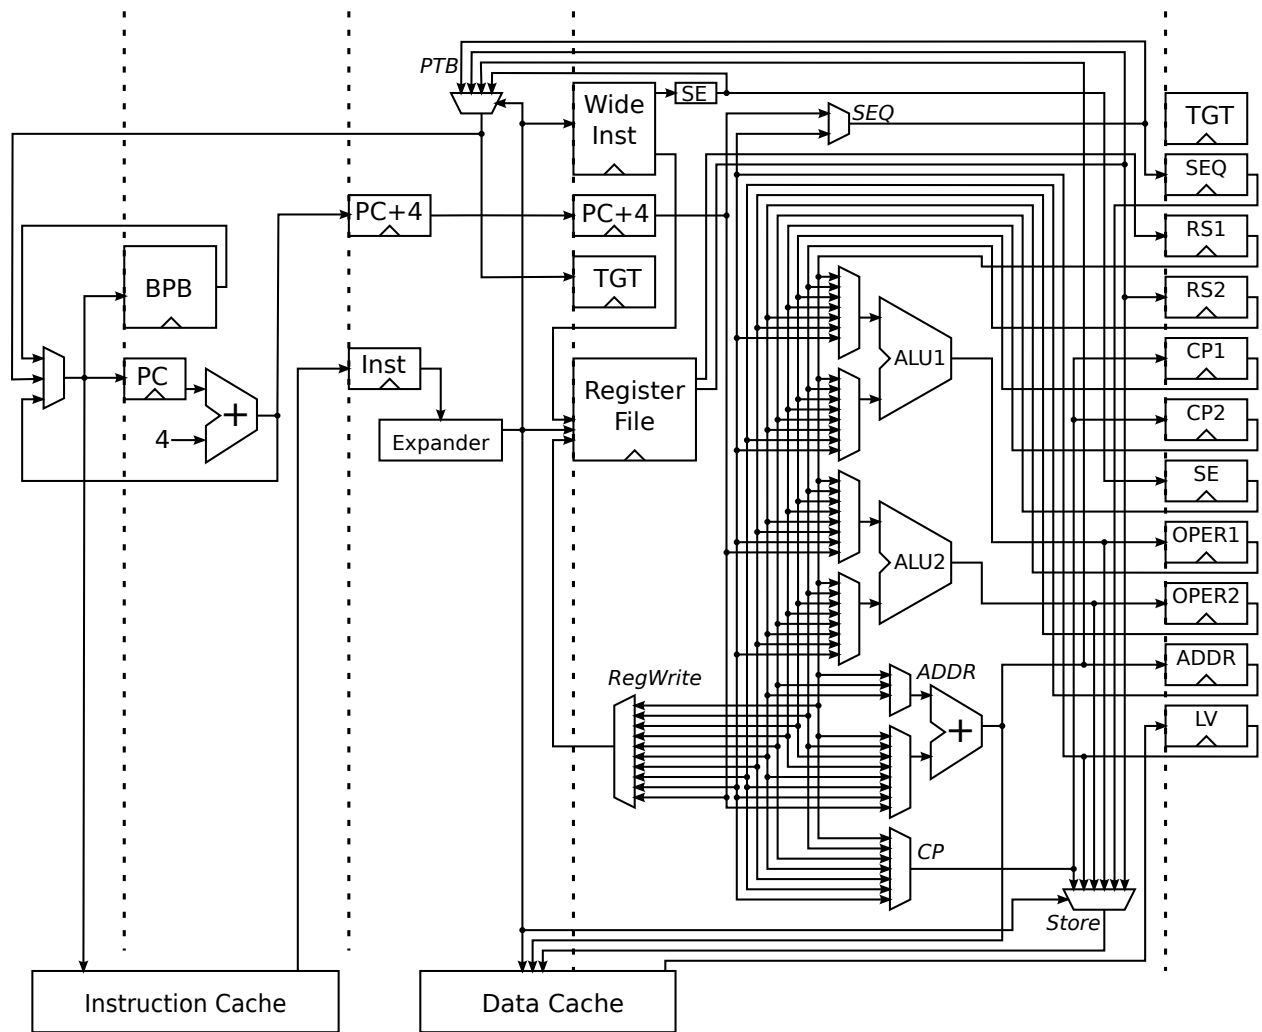 PTB
Wide
Inst
SE
SEQ
TGT
SEQ
PC+4
PC+4
RS1
BPB
TGT
RS2
PC
4
+
Inst
Expander
Register
File
ALU1
CP1
CP2
SE
ALU2
OPER1
OPER2
RegWrite
ADDR
+
ADDR
LV
CP
Store
Instruction Cache
Data Cache